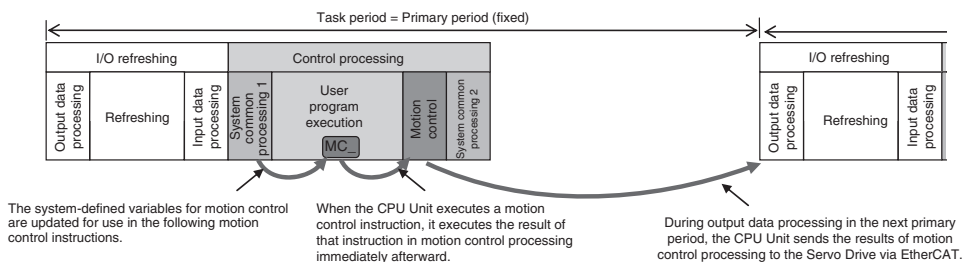 Task period = Primary period (fixed)
I/O refreshing
Control processing
I/O refreshing
Output data
processing
Refreshing
Input data
processing
System
common
processing 1
User
program
execution
MC_
Motion
control
System common
processing 2
Output data
processing
Refreshing
Input data
processing
The system-defined variables for motion control
are updated for use in the following motion
control instructions.
When the CPU Unit executes a motion
control instruction, it executes the result of
that instruction in motion control processing
immediately afterward.
During output data processing in the next primary
period, the CPU Unit sends the results of motion
control processing to the Servo Drive via EtherCAT.